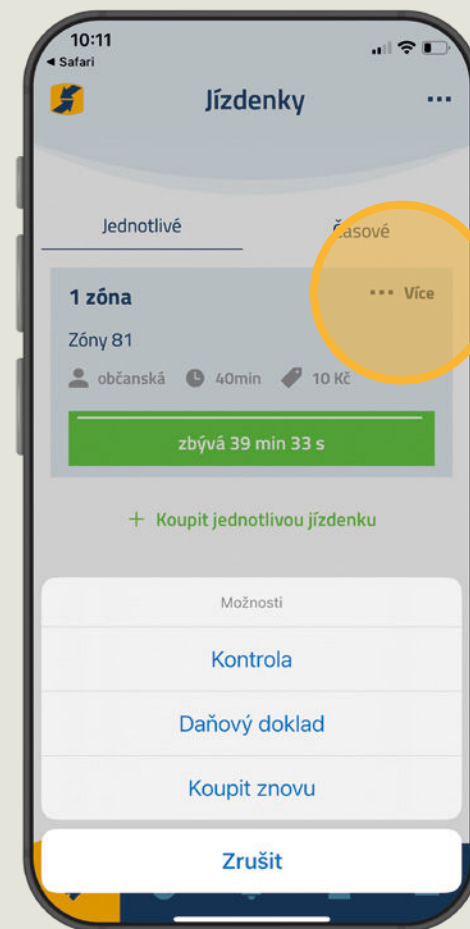 10:11
◀ Safari
Jízdenky
Jednotlivé
Časové
1 zóna
••• Více
Zóny 81
občanská 40min 10 Kč
zbývá 39 min 33 s
+ Koupit jednotlivou jízdenku
Možnosti
Kontrola
Daňový doklad
Koupit znovu
Zrušit